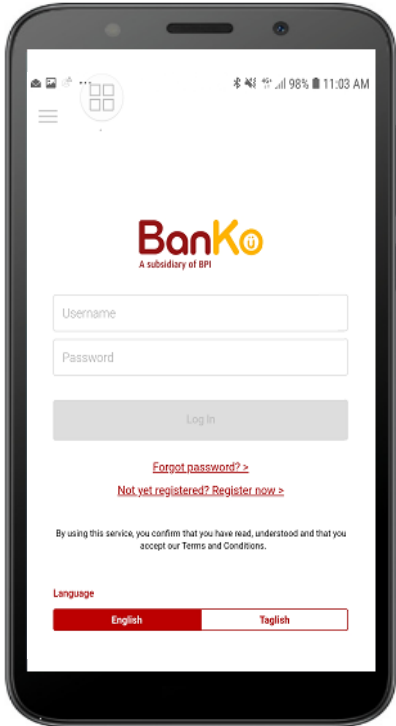 98% 11:03 AM
BanKo
A subsidiary of BPI
Username
Password
Log In
Forgot password? >
Not yet registered? Register now >
By using this service, you confirm that you have read, understood and that you
accept our Terms and Conditions.
Language
English Taglish